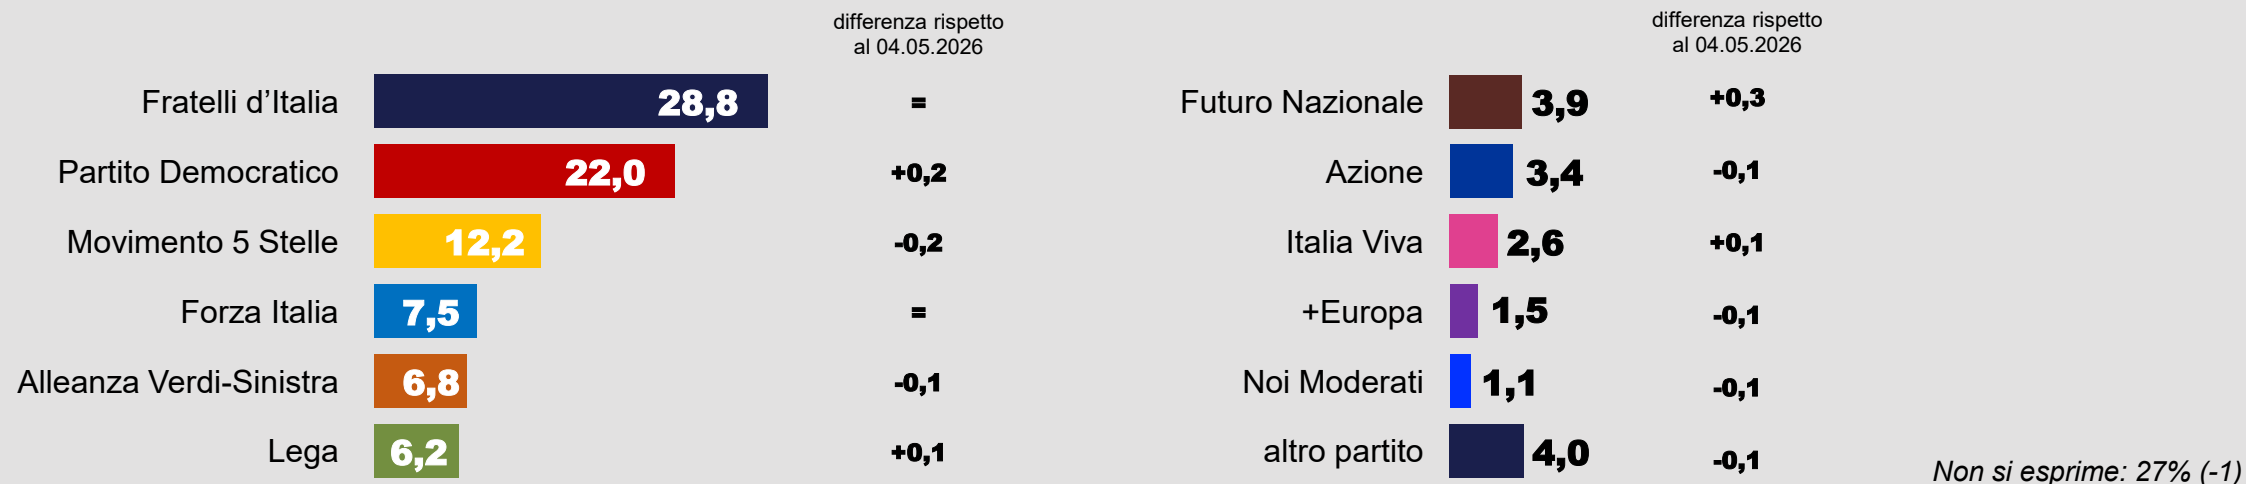 differenza rispetto
al 04.05.2026
Fratelli d’Italia 28,8 =
Partito Democratico 22,0 +0,2
Movimento 5 Stelle 12,2 -0,2
Forza Italia 7,5 =
Alleanza Verdi-Sinistra 6,8 -0,1
Lega 6,2 +0,1
differenza rispetto
al 04.05.2026
Futuro Nazionale 3,9 +0,3
Azione 3,4 -0,1
Italia Viva 2,6 +0,1
+Europa 1,5 -0,1
Noi Moderati 1,1 -0,1
altro partito 4,0 -0,1
Non si esprime: 27% (-1)